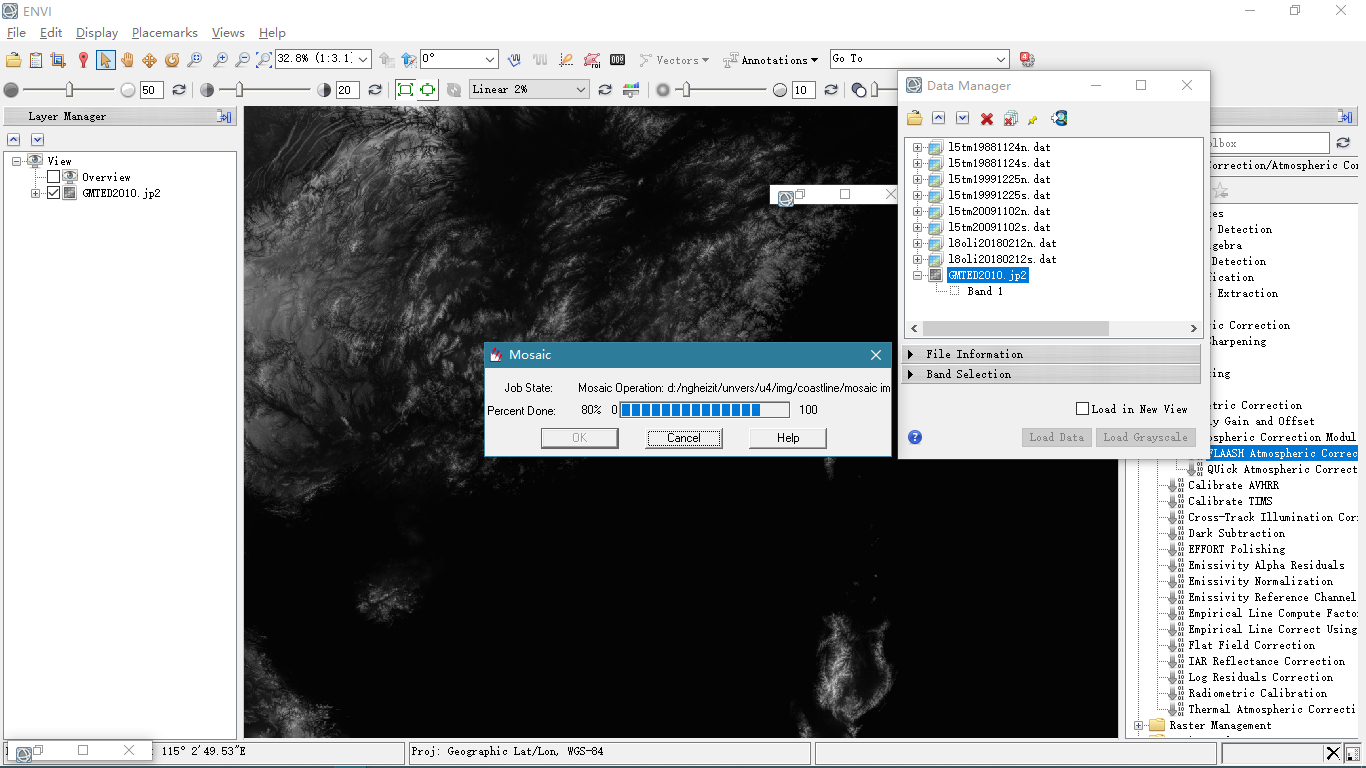 ENVI
File Edit Display Placemarks Views Help
32.8% (1:3.1 0° Vectors Annotations Go To
50 20 Linear 2% 10
Layer Manager
View
Overview
GMTED2010.jp2
Data Manager
l5tm19881124n.dat
l5tm19881124s.dat
l5tm19991225n.dat
l5tm19991225s.dat
l5tm20091102n.dat
l5tm20091102s.dat
l8oli20180212n.dat
l8oli20180212s.dat
GMTED2010.jp2
Band 1
File Information
Band Selection
Load in New View
Load Data Load Grayscale
Mosaic
Job State: Mosaic Operation: d:/ngheizit/unvers/u4/img/coastline/mosaic im
Percent Done: 80% 0 100
OK Cancel Help
lbox
orrection/Atmospheric Cor
es
y Detection
gebra
Detection
fication
e Extraction
ic Correction
harpening
ing
etric Correction
ly Gain and Offset
ospheric Correction Modul
FLAASH Atmospheric Correc
QUick Atmospheric Correct
Calibrate AVHRR
Calibrate TIMS
Cross-Track Illumination Cor
Dark Subtraction
EFFORT Polishing
Emissivity Alpha Residuals
Emissivity Normalization
Emissivity Reference Channel
Empirical Line Compute Facto
Empirical Line Correct Using
Flat Field Correction
IAR Reflectance Correction
Log Residuals Correction
Radiometric Calibration
Thermal Atmospheric Correcti
Raster Management
115° 2'49.53"E Proj: Geographic Lat/Lon, WGS-84